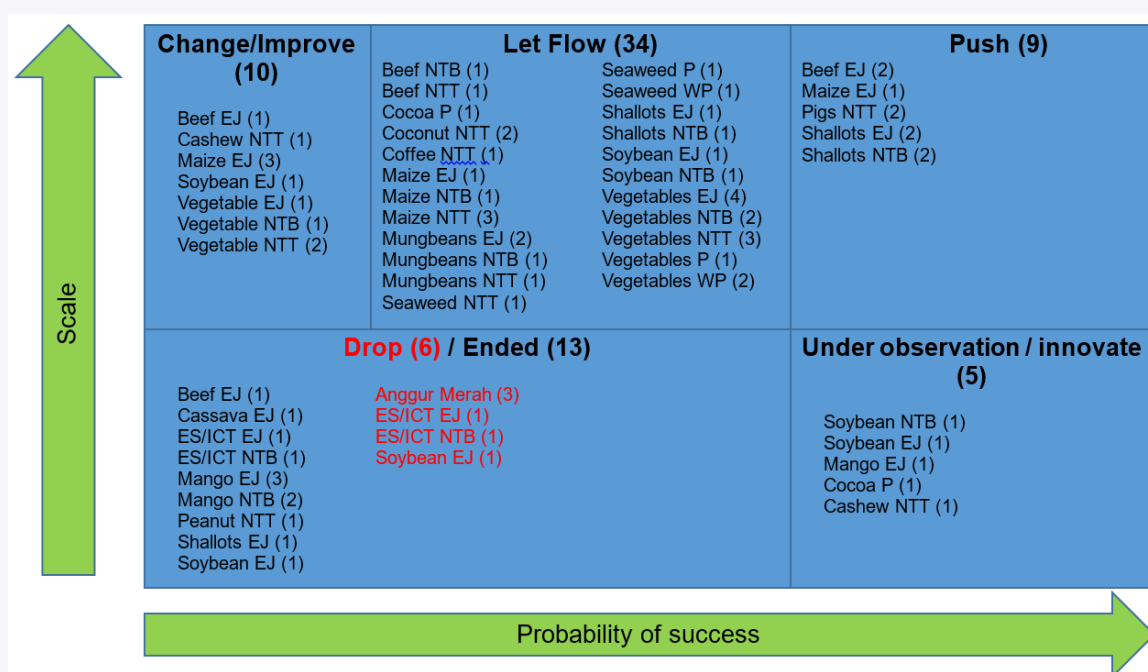 Change/Improve
(10)
Beef EJ (1)
Cashew NTT (1)
Maize EJ (3)
Soybean EJ (1)
Vegetable EJ (1)
Vegetable NTB (1)
Vegetable NTT (2)
Let Flow (34)
Beef NTB (1)
Beef NTT (1)
Cocoa P (1)
Coconut NTT (2)
Coffee NTT (1)
Maize EJ (1)
Maize NTB (1)
Maize NTT (3)
Mungbeans EJ (2)
Mungbeans NTB (1)
Mungbeans NTT (1)
Seaweed NTT (1)
Seaweed P (1)
Seaweed WP (1)
Shallots EJ (1)
Shallots NTB (1)
Soybean EJ (1)
Soybean NTB (1)
Vegetables EJ (4)
Vegetables NTB (2)
Vegetables NTT (3)
Vegetables P (1)
Vegetables WP (2)
Push (9)
Beef EJ (2)
Maize EJ (1)
Pigs NTT (2)
Shallots EJ (2)
Shallots NTB (2)
Scale
Drop (6) / Ended (13)
Beef EJ (1)
Cassava EJ (1)
ES/ICT EJ (1)
ES/ICT NTB (1)
Mango EJ (3)
Mango NTB (2)
Peanut NTT (1)
Shallots EJ (1)
Soybean EJ (1)
Anggur Merah (3)
ES/ICT EJ (1)
ES/ICT NTB (1)
Soybean EJ (1)
Under observation / innovate
(5)
Soybean NTB (1)
Soybean EJ (1)
Mango EJ (1)
Cocoa P (1)
Cashew NTT (1)
Probability of success